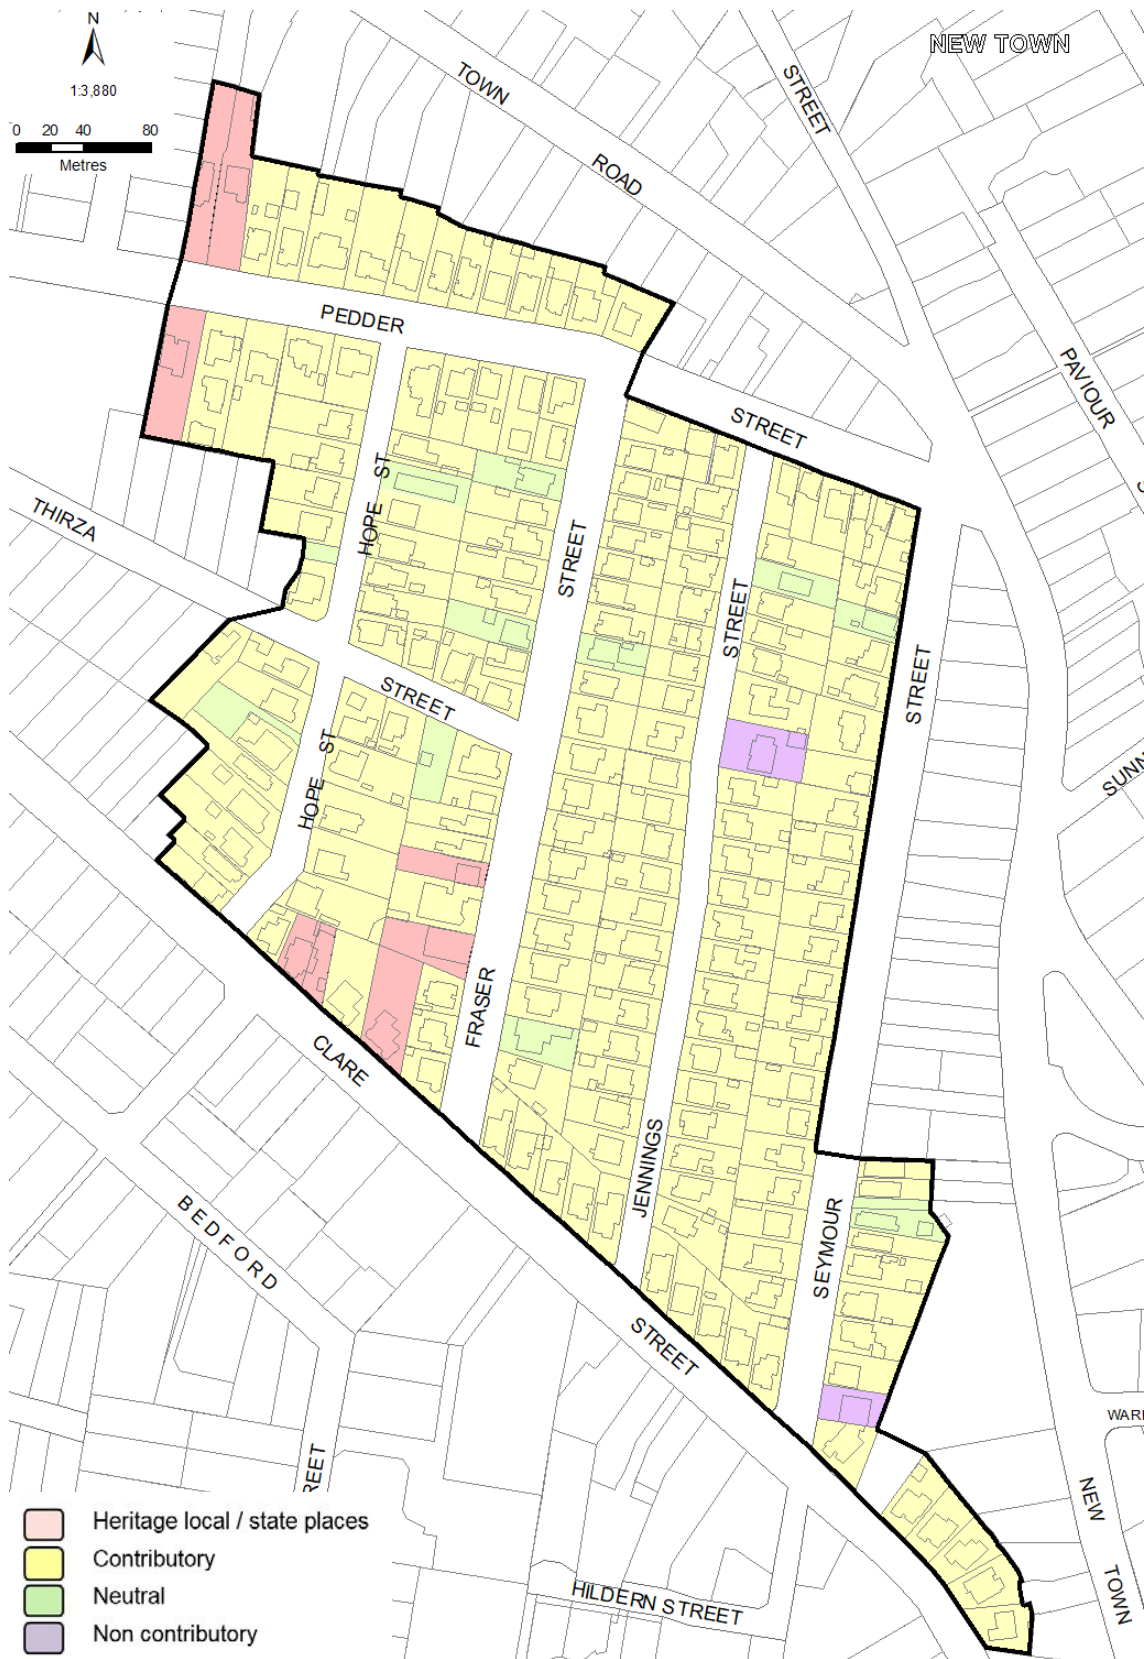 N
1:3,880
0 20 40 80
Metres
NEW TOWN
TOWN
ROAD
STREET
PAVIOUR
PEDDER
STREET
THIRZA
STREET
HOPE ST
HOPE ST
STREET
FRASER
STREET
JENNINGS
STREET
SEYMOUR
SUNN
CLARE
STREET
BEDFORD
REET
HILDERN STREET
WARI
NEW
TOWN
Heritage local / state places
Contributory
Neutral
Non contributory